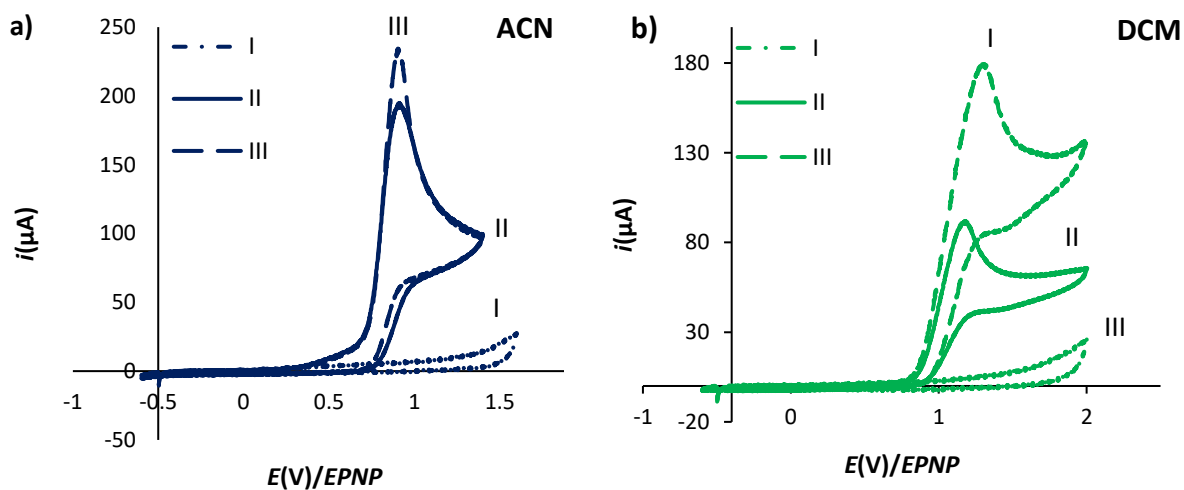 a)
ACN
I
II
III
III
II
I
250
200
150
100
50
0
-50
-1
-0.5
0
0.5
1
1.5
i(µA)
E(V)/EPNP
b)
DCM
I
II
III
I
II
III
180
130
80
30
-20
-1
0
1
2
i(µA)
E(V)/EPNP